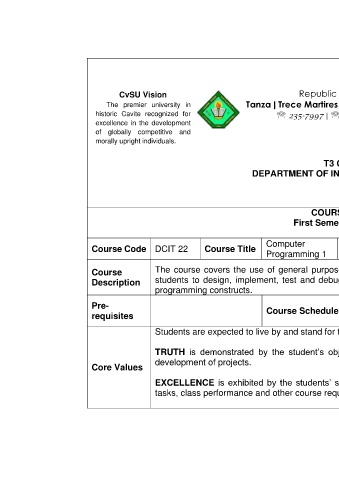 CvSU Vision
The premier university in
historic Cavite recognized for
excellence in the development
of globally competitive and
morally upright individuals.
Republic
Tanza | Trece Martires
☏ 235-7997 | ☏
T3
DEPARTMENT OF IN
COURS
First Seme
Course Code DCIT 22 Course Title Computer
Programming 1
Course
Description
The course covers the use of general purpos
students to design, implement, test and debu
programming constructs.
Pre-
requisites
Course Schedule
Core Values
Students are expected to live by and stand for t
TRUTH is demonstrated by the student's obj
development of projects.
EXCELLENCE is exhibited by the students' s
tasks, class performance and other course requ